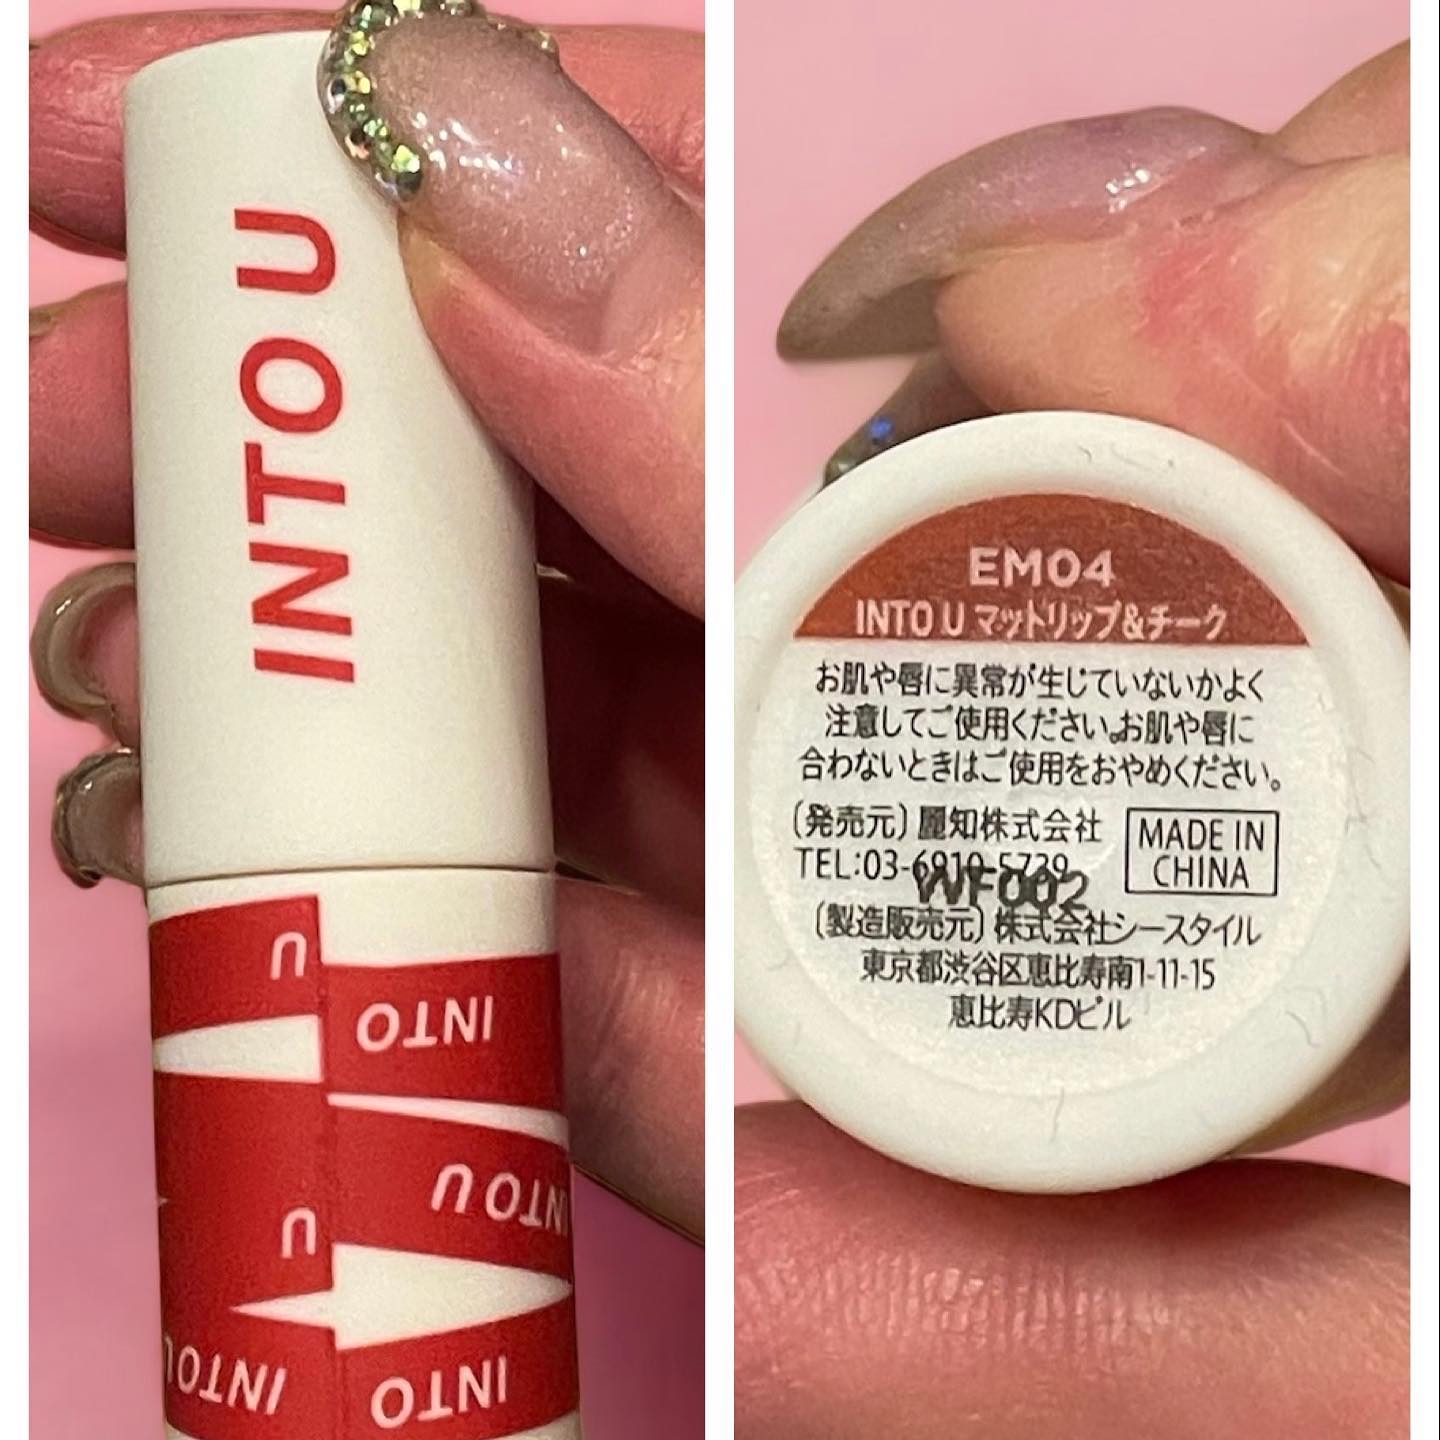 INTO U
U
INTO
INTO U
U
INTO U
INTO
EM04
INTO U マットリップ&チーク
お肌や唇に異常が生じていないかよく
注意してご使用ください。お肌や唇に
合わないときはご使用をおやめください。
〔発売元〕麗知株式会社
TEL:03-6910-5739
MADE IN
CHINA
WF002
〔製造販売元〕株式会社シースタイル
東京都渋谷区恵比寿南1-11-15
恵比寿KDビル